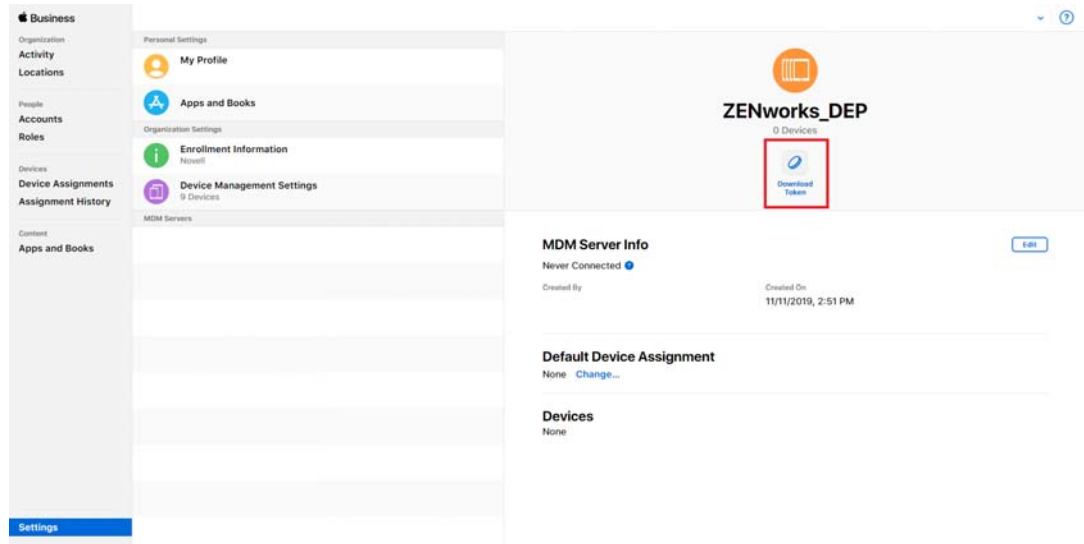 Business
Organization
Activity
Locations
People
Accounts
Roles
Devices
Device Assignments
Assignment History
Content
Apps and Books
Settings
Personal Settings
My Profile
Apps and Books
Organization Settings
Enrollment Information
Novell
Device Management Settings
9 Devices
MDM Servers
ZENworks_DEP
0 Devices
Download
Token
MDM Server Info
Edit
Never Connected ?
Created By
Created On
11/11/2019, 2:51 PM
Default Device Assignment
None Change...
Devices
None